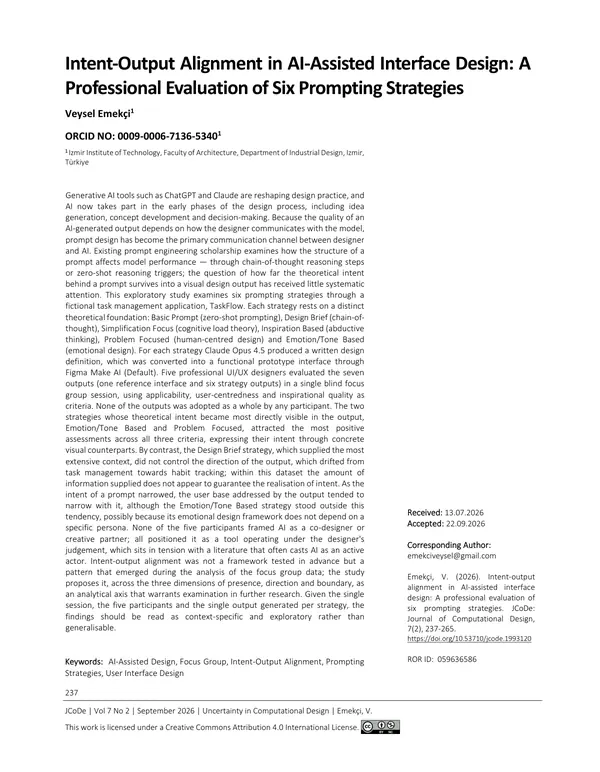 Intent-Output Alignment in AI-Assisted Interface Design: A
Professional Evaluation of Six Prompting Strategies
Veysel Emekçi¹
ORCID NO: 0009-0006-7136-5340¹
¹ Izmir Institute of Technology, Faculty of Architecture, Department of Industrial Design, Izmir,
Türkiye
Generative AI tools such as ChatGPT and Claude are reshaping design practice, and
AI now takes part in the early phases of the design process, including idea
generation, concept development and decision-making. Because the quality of an
AI-generated output depends on how the designer communicates with the model,
prompt design has become the primary communication channel between designer
and AI. Existing prompt engineering scholarship examines how the structure of a
prompt affects model performance — through chain-of-thought reasoning steps
or zero-shot reasoning triggers; the question of how far the theoretical intent
behind a prompt survives into a visual design output has received little systematic
attention. This exploratory study examines six prompting strategies through a
fictional task management application, TaskFlow. Each strategy rests on a distinct
theoretical foundation: Basic Prompt (zero-shot prompting), Design Brief (chain-of-
thought), Simplification Focus (cognitive load theory), Inspiration Based (abductive
thinking), Problem Focused (human-centred design) and Emotion/Tone Based
(emotional design). For each strategy Claude Opus 4.5 produced a written design
definition, which was converted into a functional prototype interface through
Figma Make AI (Default). Five professional UI/UX designers evaluated the seven
outputs (one reference interface and six strategy outputs) in a single blind focus
group session, using applicability, user-centredness and inspirational quality as
criteria. None of the outputs was adopted as a whole by any participant. The two
strategies whose theoretical intent became most directly visible in the output,
Emotion/Tone Based and Problem Focused, attracted the most positive
assessments across all three criteria, expressing their intent through concrete
visual counterparts. By contrast, the Design Brief strategy, which supplied the most
extensive context, did not control the direction of the output, which drifted from
task management towards habit tracking; within this dataset the amount of
information supplied does not appear to guarantee the realisation of intent. As the
intent of a prompt narrowed, the user base addressed by the output tended to
narrow with it, although the Emotion/Tone Based strategy stood outside this
tendency, possibly because its emotional design framework does not depend on a
specific persona. None of the five participants framed AI as a co-designer or
creative partner; all positioned it as a tool operating under the designer's
judgement, which sits in tension with a literature that often casts AI as an active
actor. Intent-output alignment was not a framework tested in advance but a
pattern that emerged during the analysis of the focus group data; the study
proposes it, across the three dimensions of presence, direction and boundary, as
an analytical axis that warrants examination in further research. Given the single
session, the five participants and the single output generated per strategy, the
findings should be read as context-specific and exploratory rather than
generalisable.
Received: 13.07.2026
Accepted: 22.09.2026
Corresponding Author:
emekciveysel@gmail.com
Emekçi, V. (2026). Intent-output
alignment in AI-assisted interface
design: A professional evaluation of
six prompting strategies. JCoDe:
Journal of Computational Design,
7(2), 237-265.
https://doi.org/10.53710/jcode.1993120
ROR ID: 059636586
Keywords: AI-Assisted Design, Focus Group, Intent-Output Alignment, Prompting
Strategies, User Interface Design
237
JCoDe | Vol 7 No 2 | September 2026 | Uncertainty in Computational Design | Emekçi, V.
This work is licensed under a Creative Commons Attribution 4.0 International License.